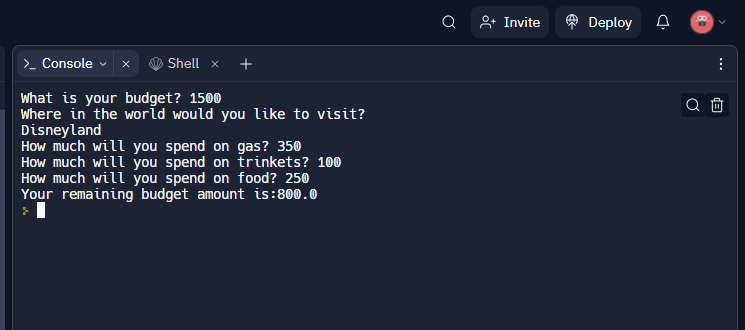 Invite Deploy
Console Shell
What is your budget? 1500
Where in the world would you like to visit?
Disneyland
How much will you spend on gas? 350
How much will you spend on trinkets? 100
How much will you spend on food? 250
Your remaining budget amount is:800.0